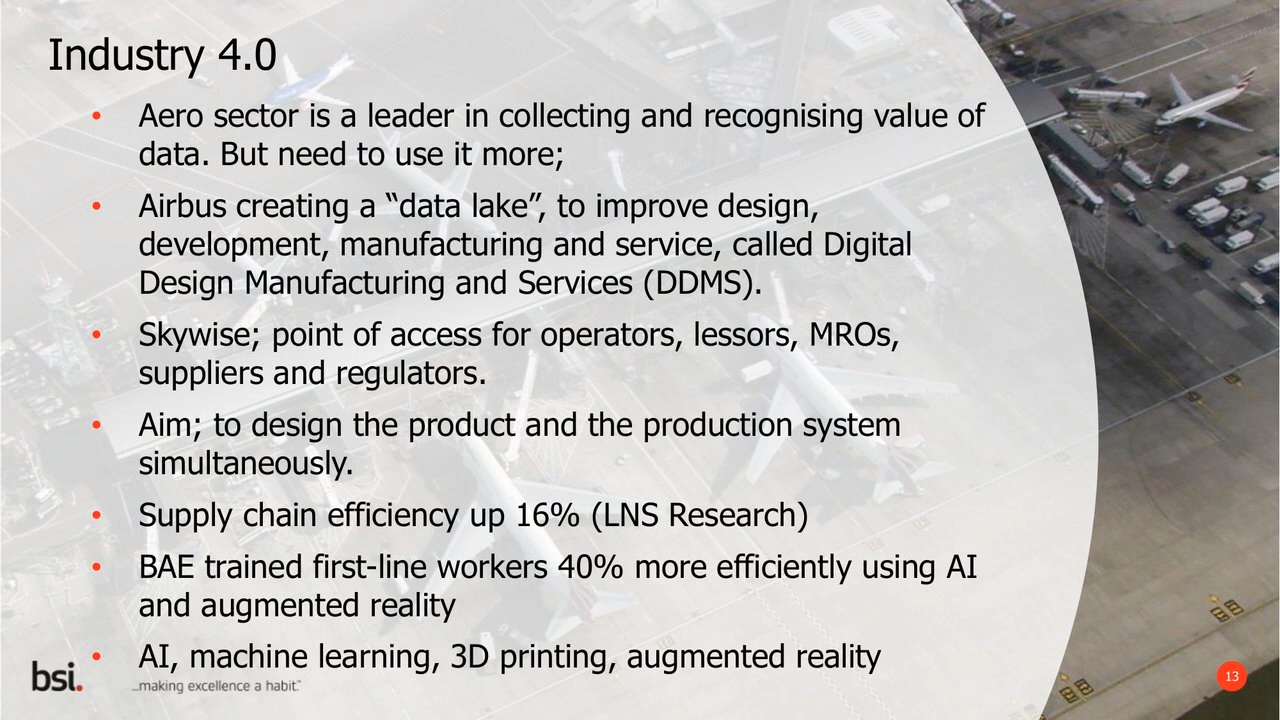 Industry 4.0
• Aero sector is a leader in collecting and recognising value of
data. But need to use it more;
• Airbus creating a “data lake”, to improve design,
development, manufacturing and service, called Digital
Design Manufacturing and Services (DDMS).
• Skywise; point of access for operators, lessors, MROs,
suppliers and regulators.
• Aim; to design the product and the production system
simultaneously.
• Supply chain efficiency up 16% (LNS Research)
• BAE trained first-line workers 40% more efficiently using AI
and augmented reality
• AI, machine learning, 3D printing, augmented reality
bsi.
...making excellence a habit.™
13